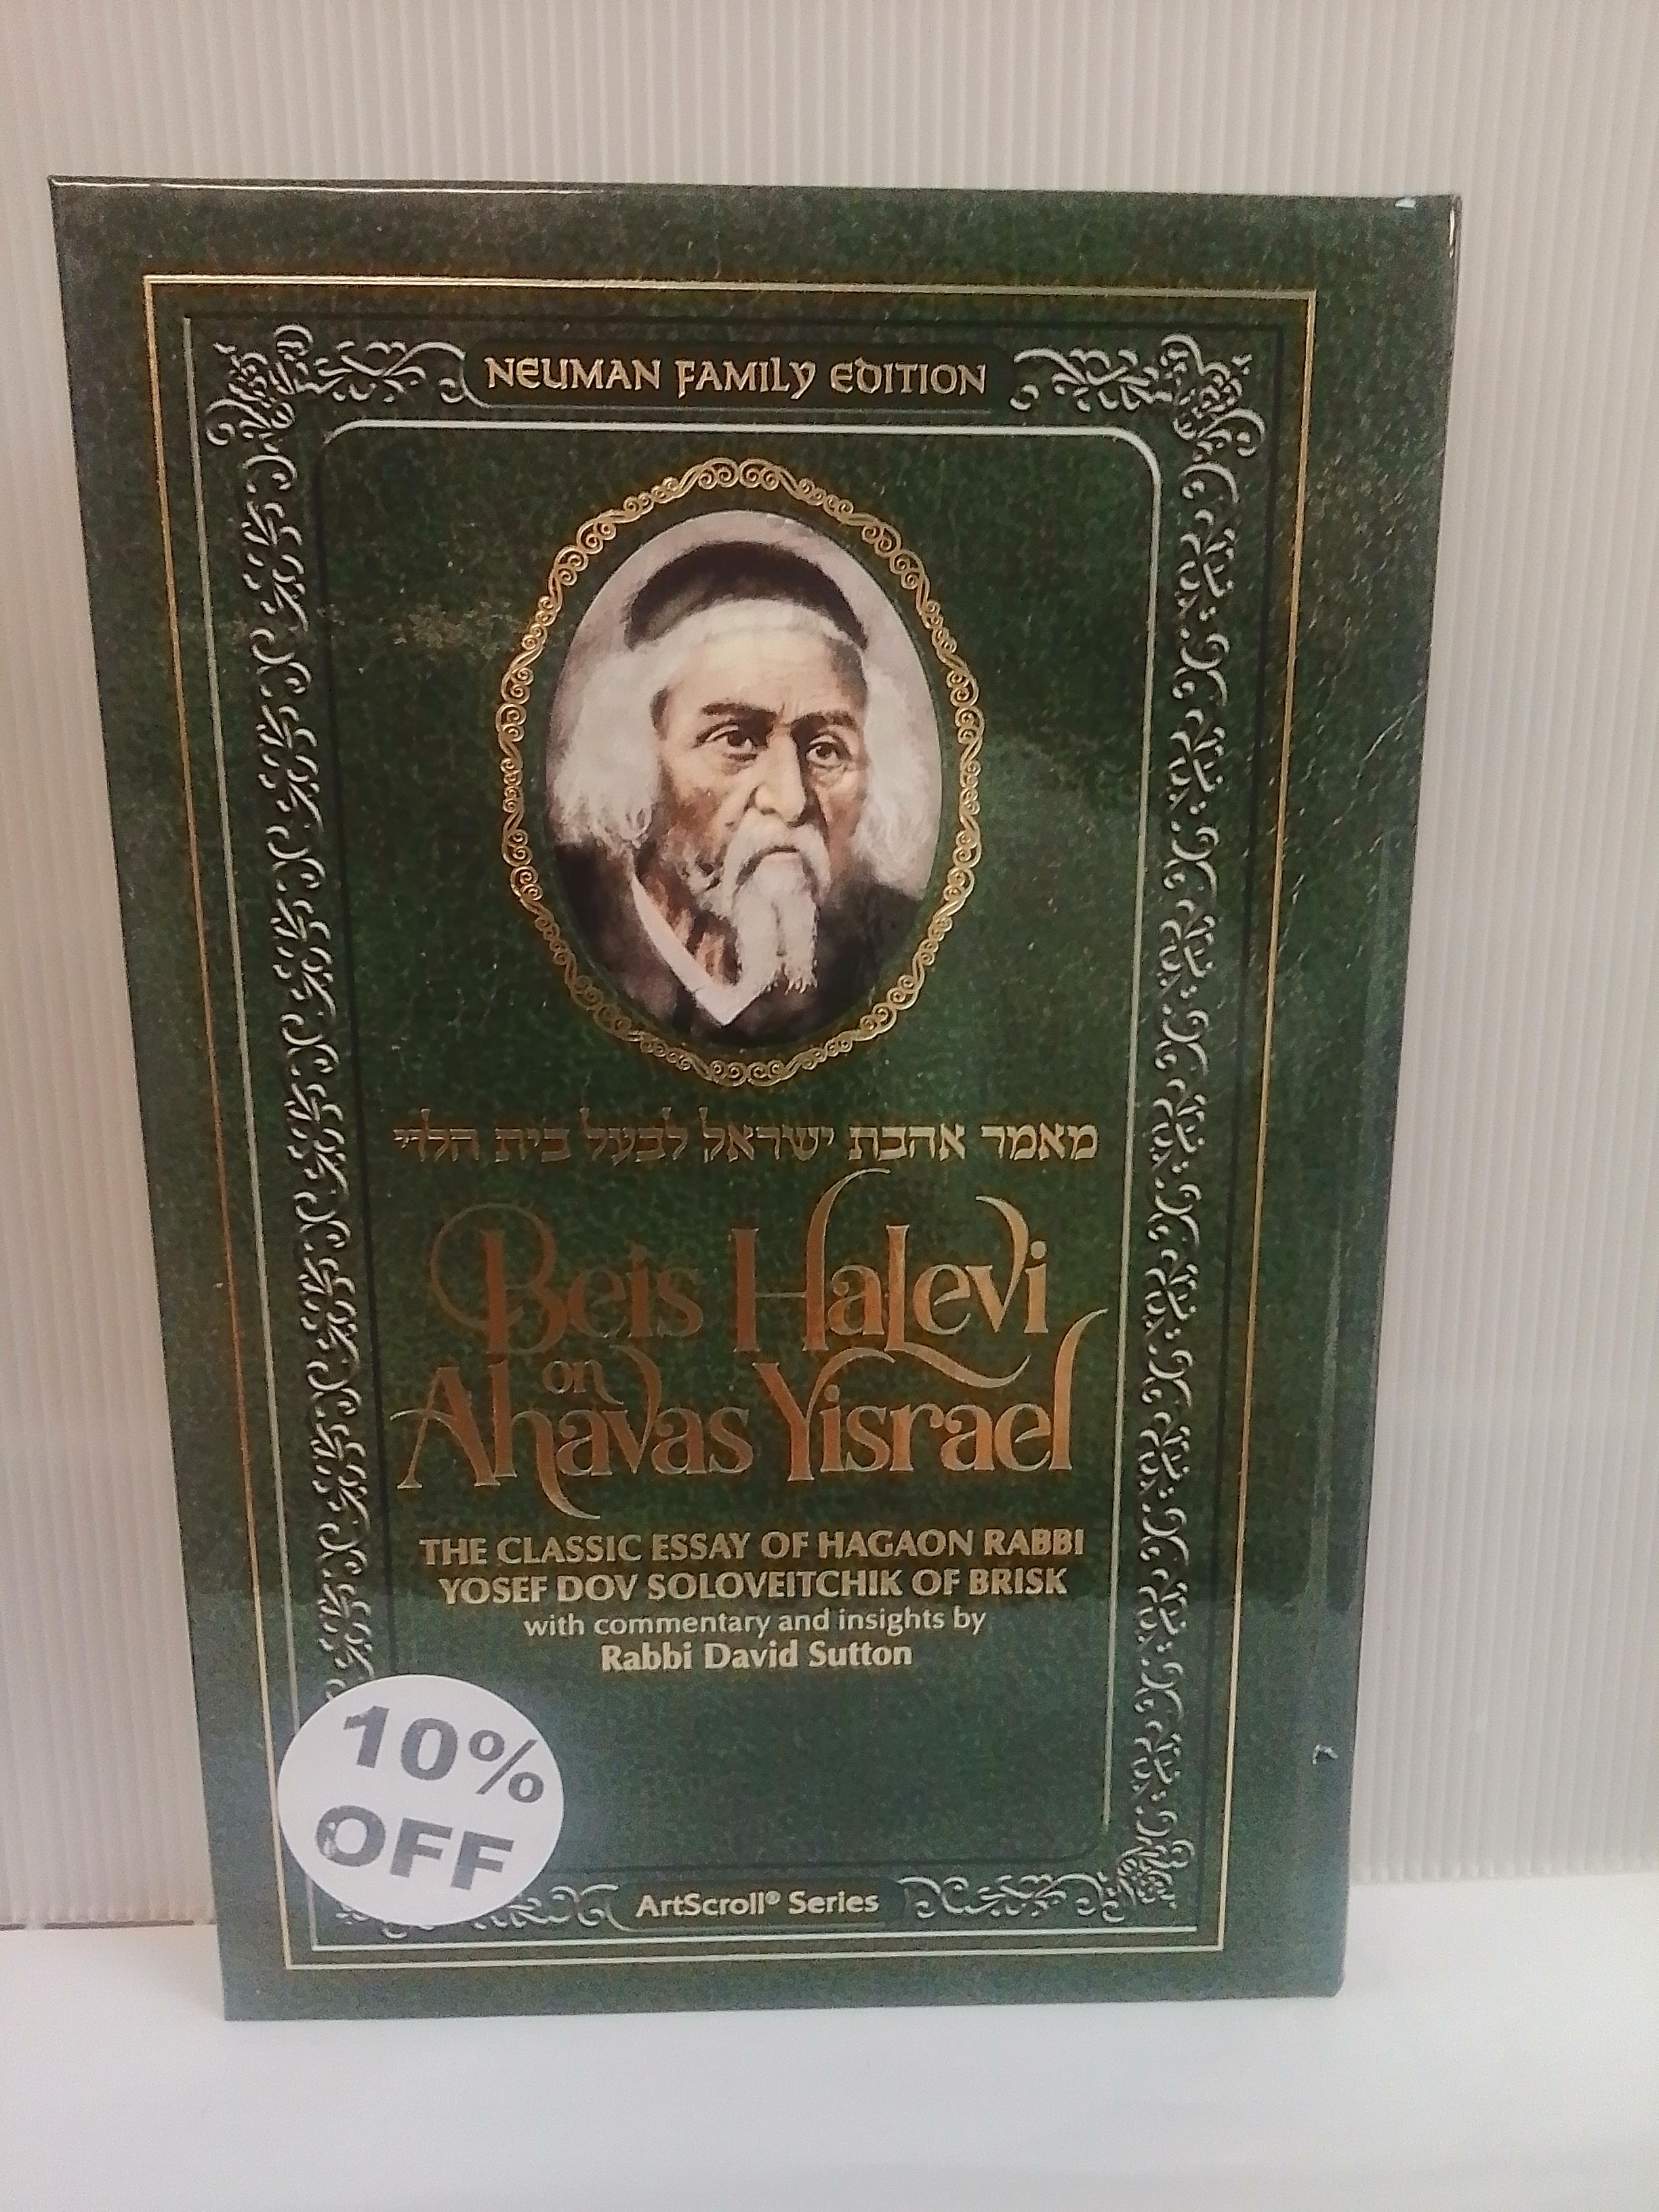 NEUMAN FAMILY EDITION
מאמר אהבת ישראל לבעל בית הלוי
Beis HaLevi
on
Ahavas Yisrael
THE CLASSIC ESSAY OF HAGAON RABBI
YOSEF DOV SOLOVEITCHIK OF BRISK
with commentary and insights by
Rabbi David Sutton
10%
OFF
ArtScroll® Series